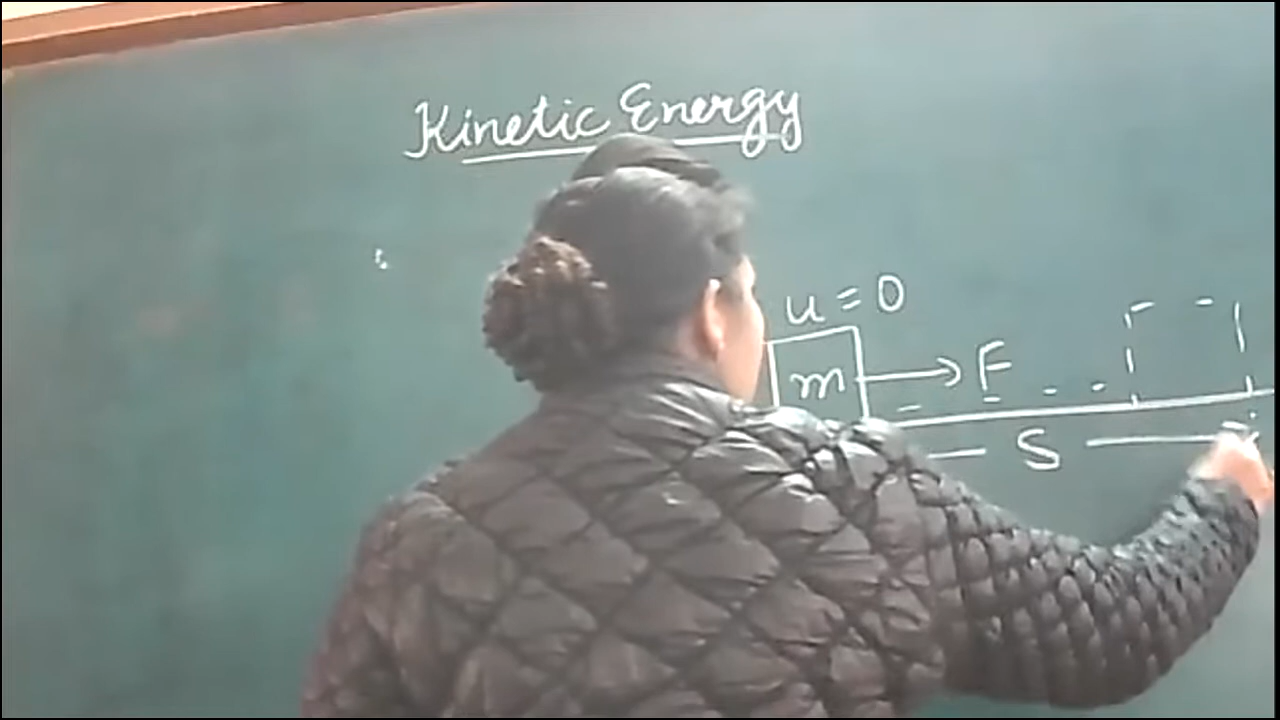 Kinetic Energy
u = 0
m → F
S